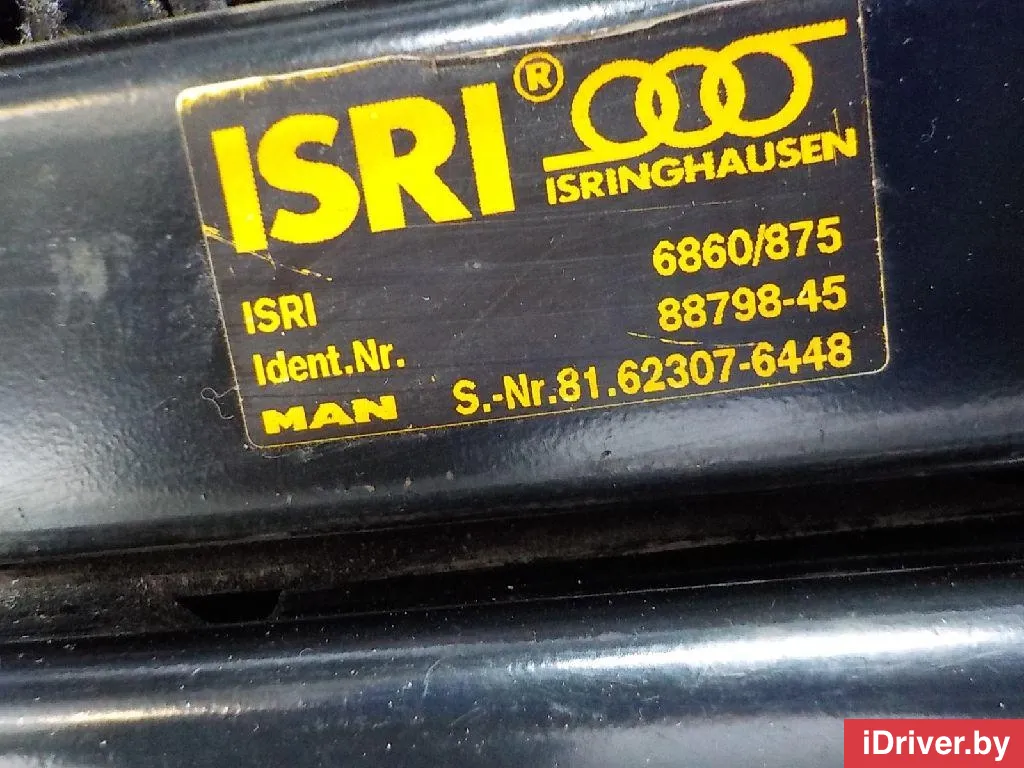 ISRI® ISRINGHAUSEN
ISRI 6860/875
Ident.Nr. 88798-45
MAN S.-Nr.81.62307-6448
iDriver.by